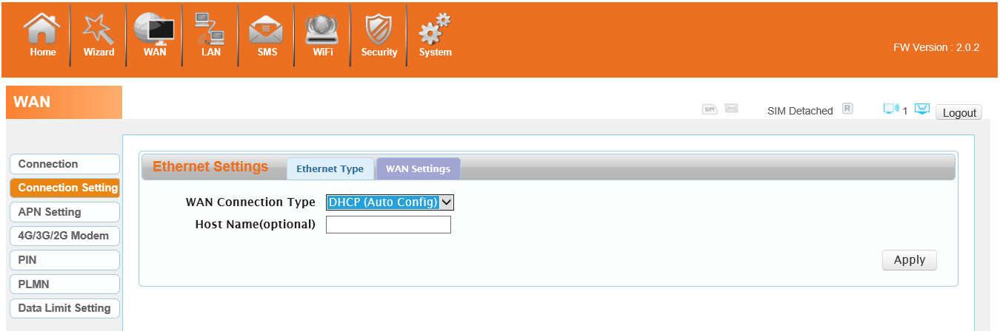 Home Wizard WAN LAN SMS WiFi Security System
FW Version : 2.0.2
WAN
SIM
SIM Detached R 1 Logout
Connection
Connection Setting
APN Setting
4G/3G/2G Modem
PIN
PLMN
Data Limit Setting
Ethernet Settings Ethernet Type WAN Settings
WAN Connection Type DHCP (Auto Config)
Host Name(optional)
Apply